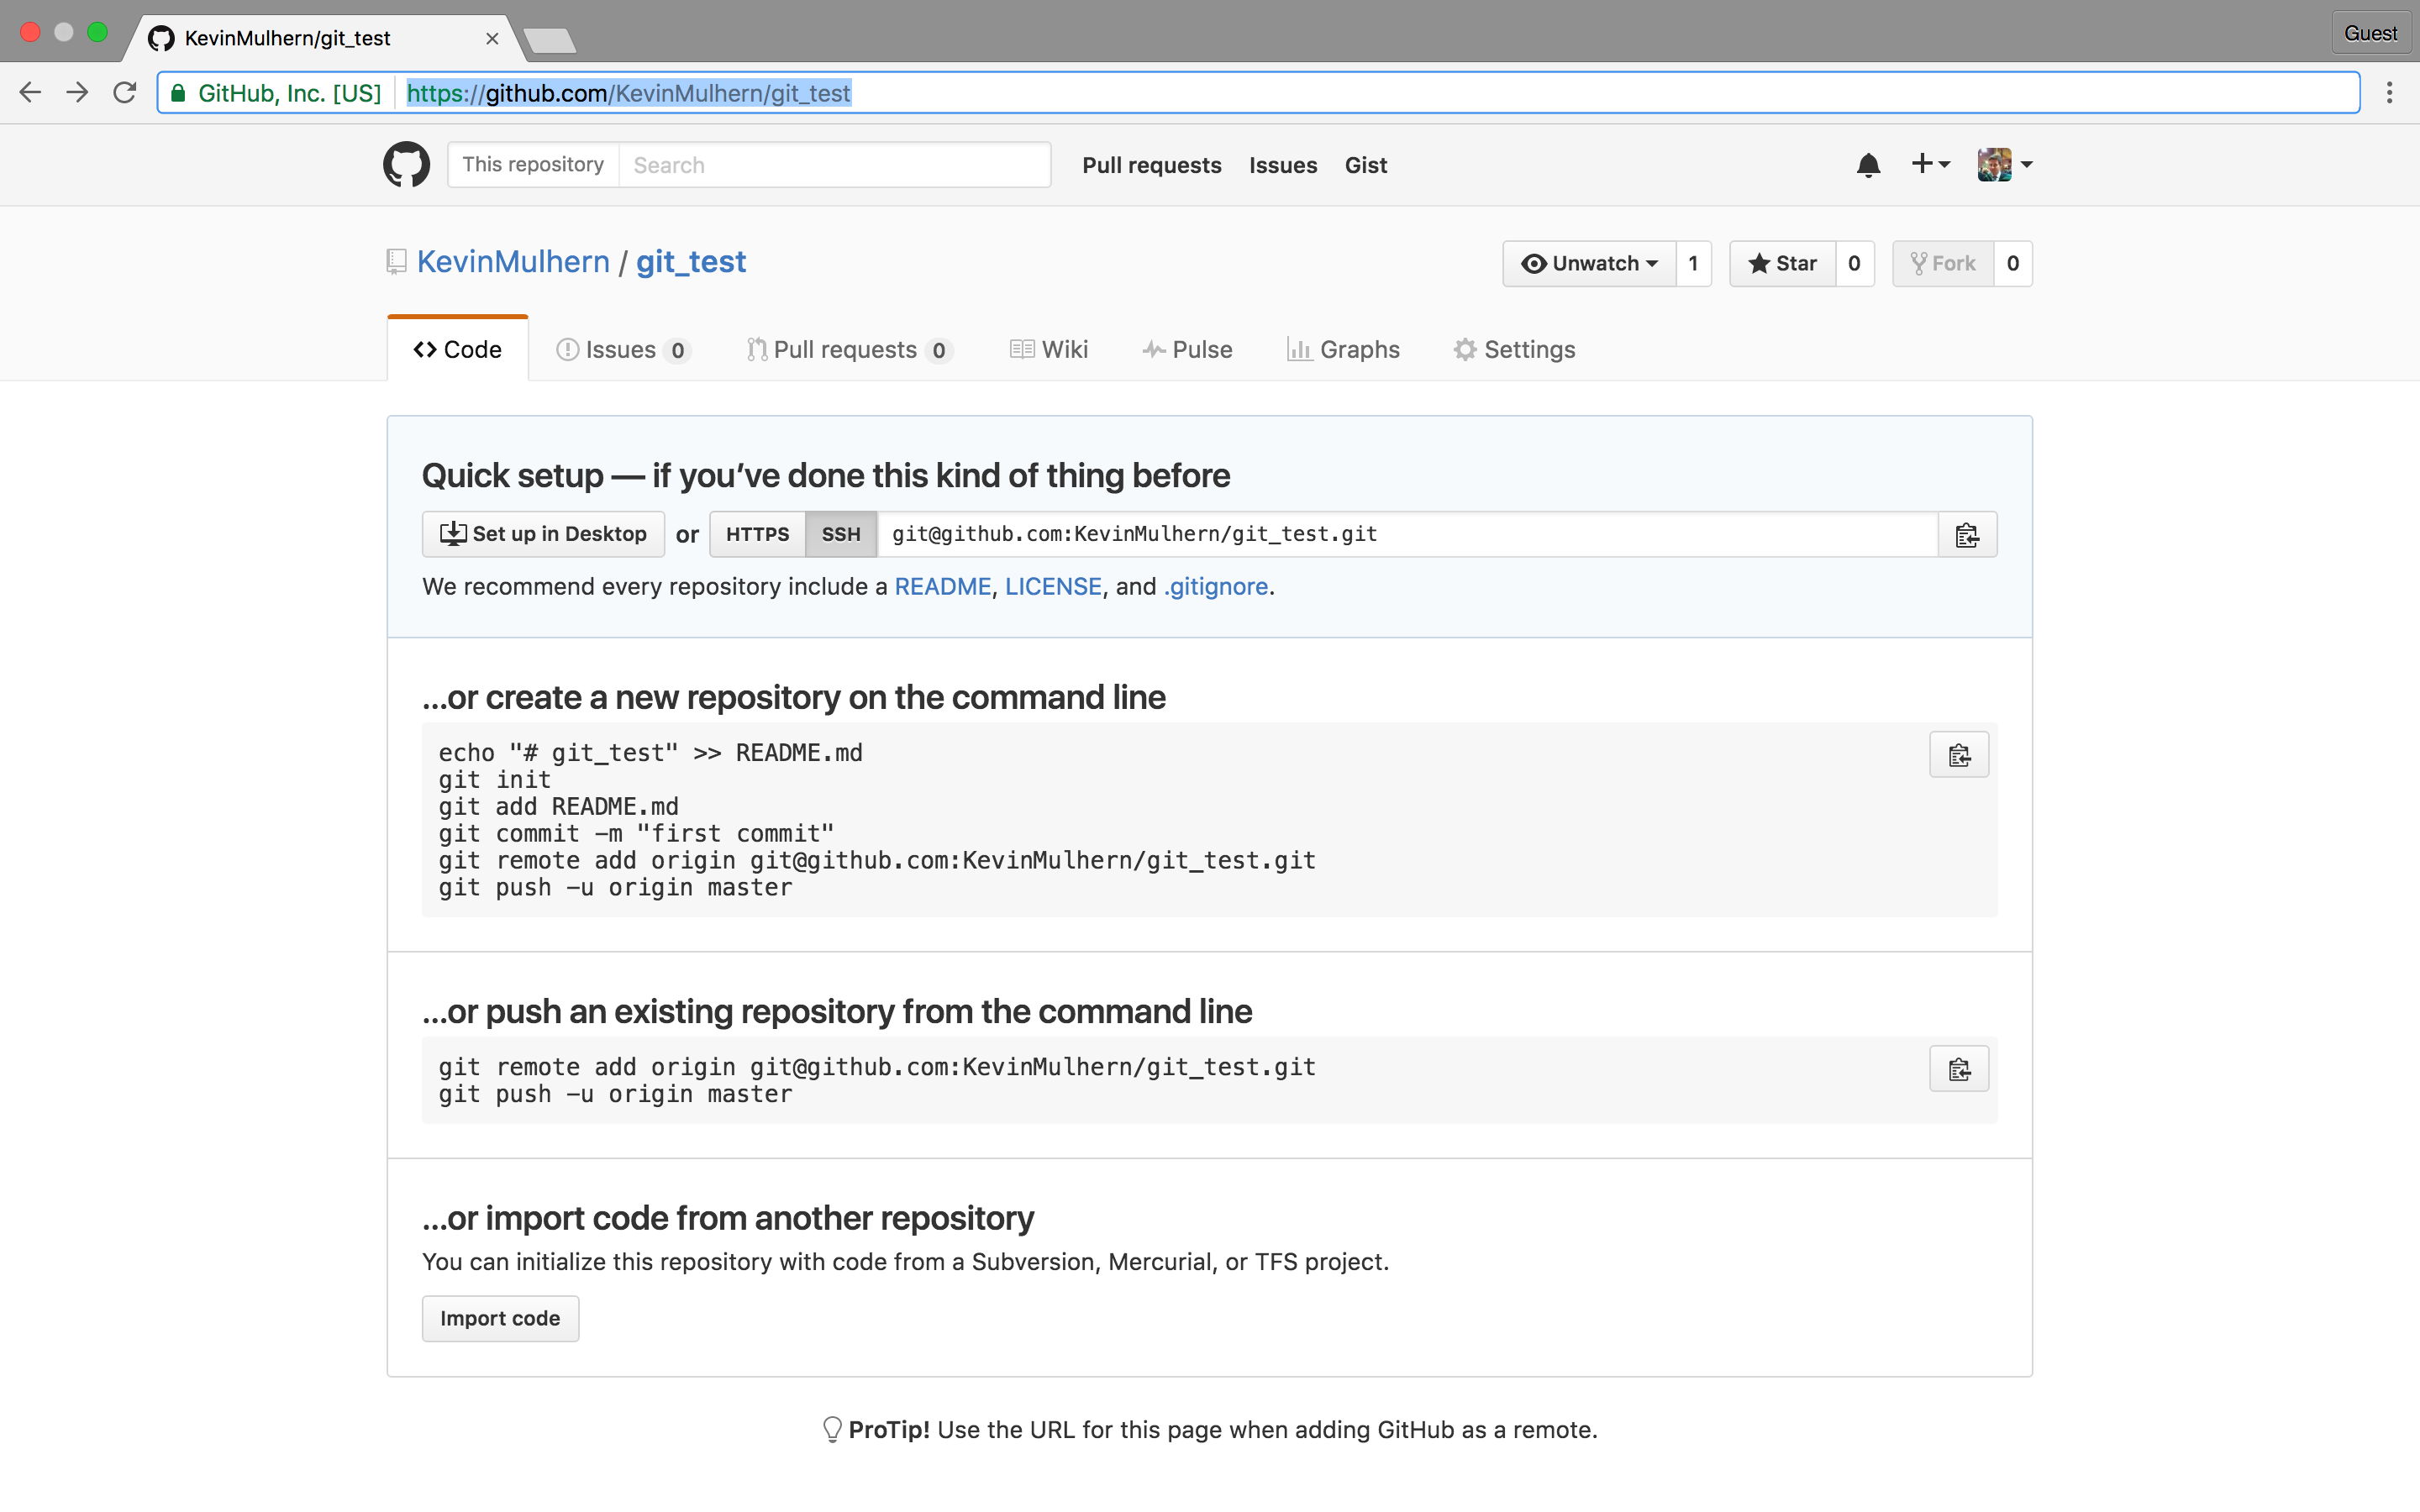 KevinMulhern/git_test
Guest
GitHub, Inc. [US] https://github.com/KevinMulhern/git_test
This repository Search Pull requests Issues Gist
KevinMulhern / git_test
Unwatch 1 Star 0 Fork 0
Code Issues 0 Pull requests 0 Wiki Pulse Graphs Settings
Quick setup — if you’ve done this kind of thing before
Set up in Desktop or HTTPS SSH git@github.com:KevinMulhern/git_test.git
We recommend every repository include a README, LICENSE, and .gitignore.
…or create a new repository on the command line
echo "# git_test" >> README.md
git init
git add README.md
git commit -m "first commit"
git remote add origin git@github.com:KevinMulhern/git_test.git
git push -u origin master
…or push an existing repository from the command line
git remote add origin git@github.com:KevinMulhern/git_test.git
git push -u origin master
…or import code from another repository
You can initialize this repository with code from a Subversion, Mercurial, or TFS project.
Import code
ProTip! Use the URL for this page when adding GitHub as a remote.